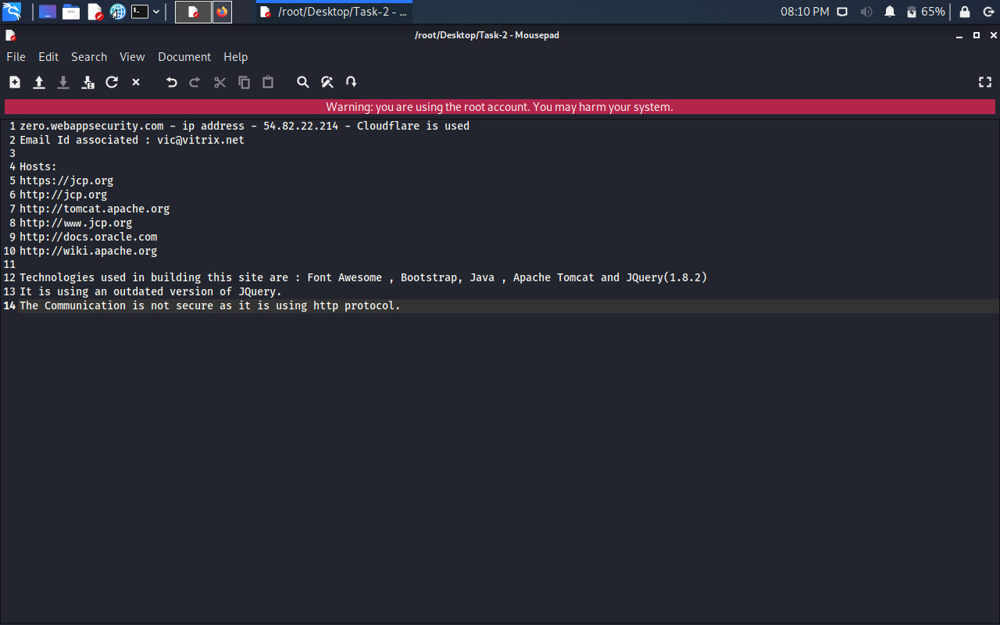 /root/Desktop/Task-2 - ... 08:10 PM 65%
/root/Desktop/Task-2 - Mousepad
File Edit Search View Document Help
Warning: you are using the root account. You may harm your system.
1 zero.webappsecurity.com - ip address - 54.82.22.214 - Cloudflare is used
2 Email Id associated : vic@vitrix.net
3
4 Hosts:
5 https://jcp.org
6 http://jcp.org
7 http://tomcat.apache.org
8 http://www.jcp.org
9 http://docs.oracle.com
10 http://wiki.apache.org
11
12 Technologies used in building this site are : Font Awesome , Bootstrap, Java , Apache Tomcat and JQuery(1.8.2)
13 It is using an outdated version of JQuery.
14 The Communication is not secure as it is using http protocol.